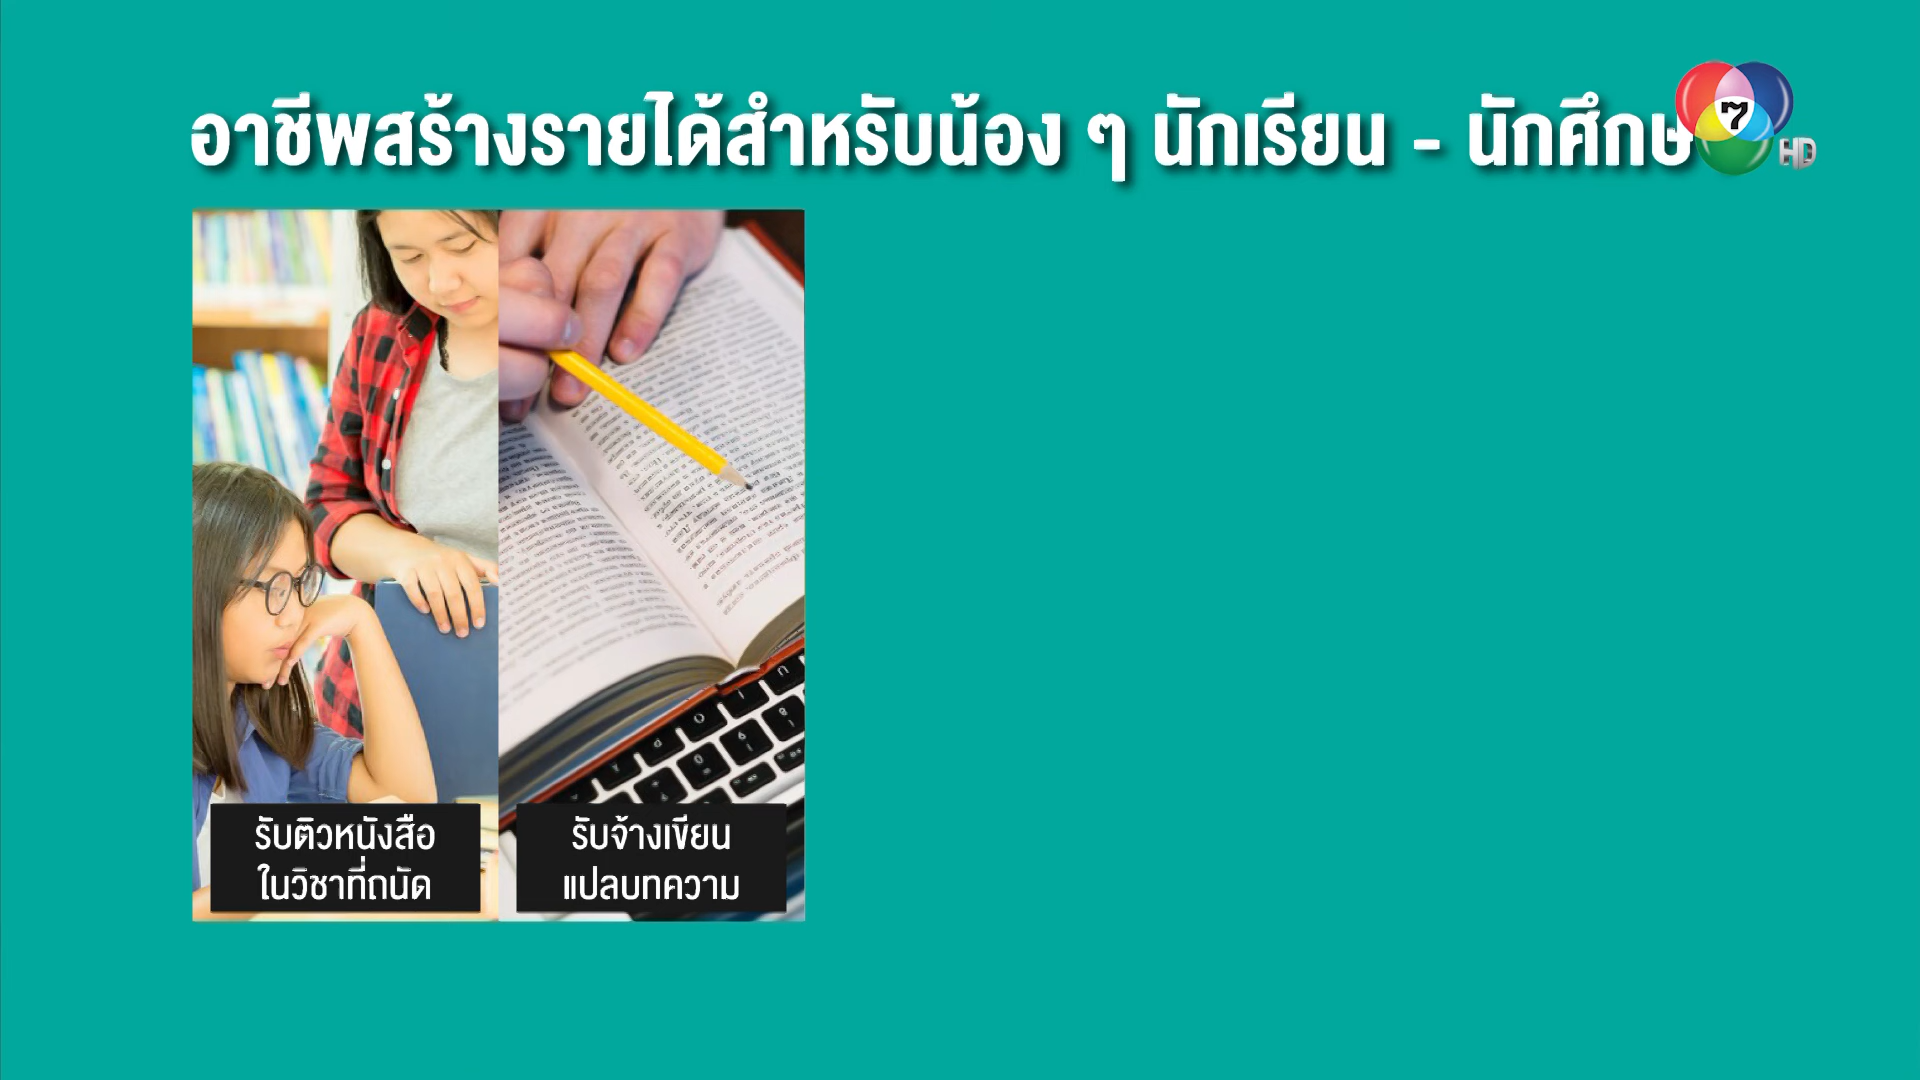 อาชีพสร้างรายได้สำหรับน้อง ๆ นักเรียน - นักศึกษ
7
HD
รับติวหนังสือ
ในวิชาที่ถนัด
รับจ้างเขียน
แปลบทความ